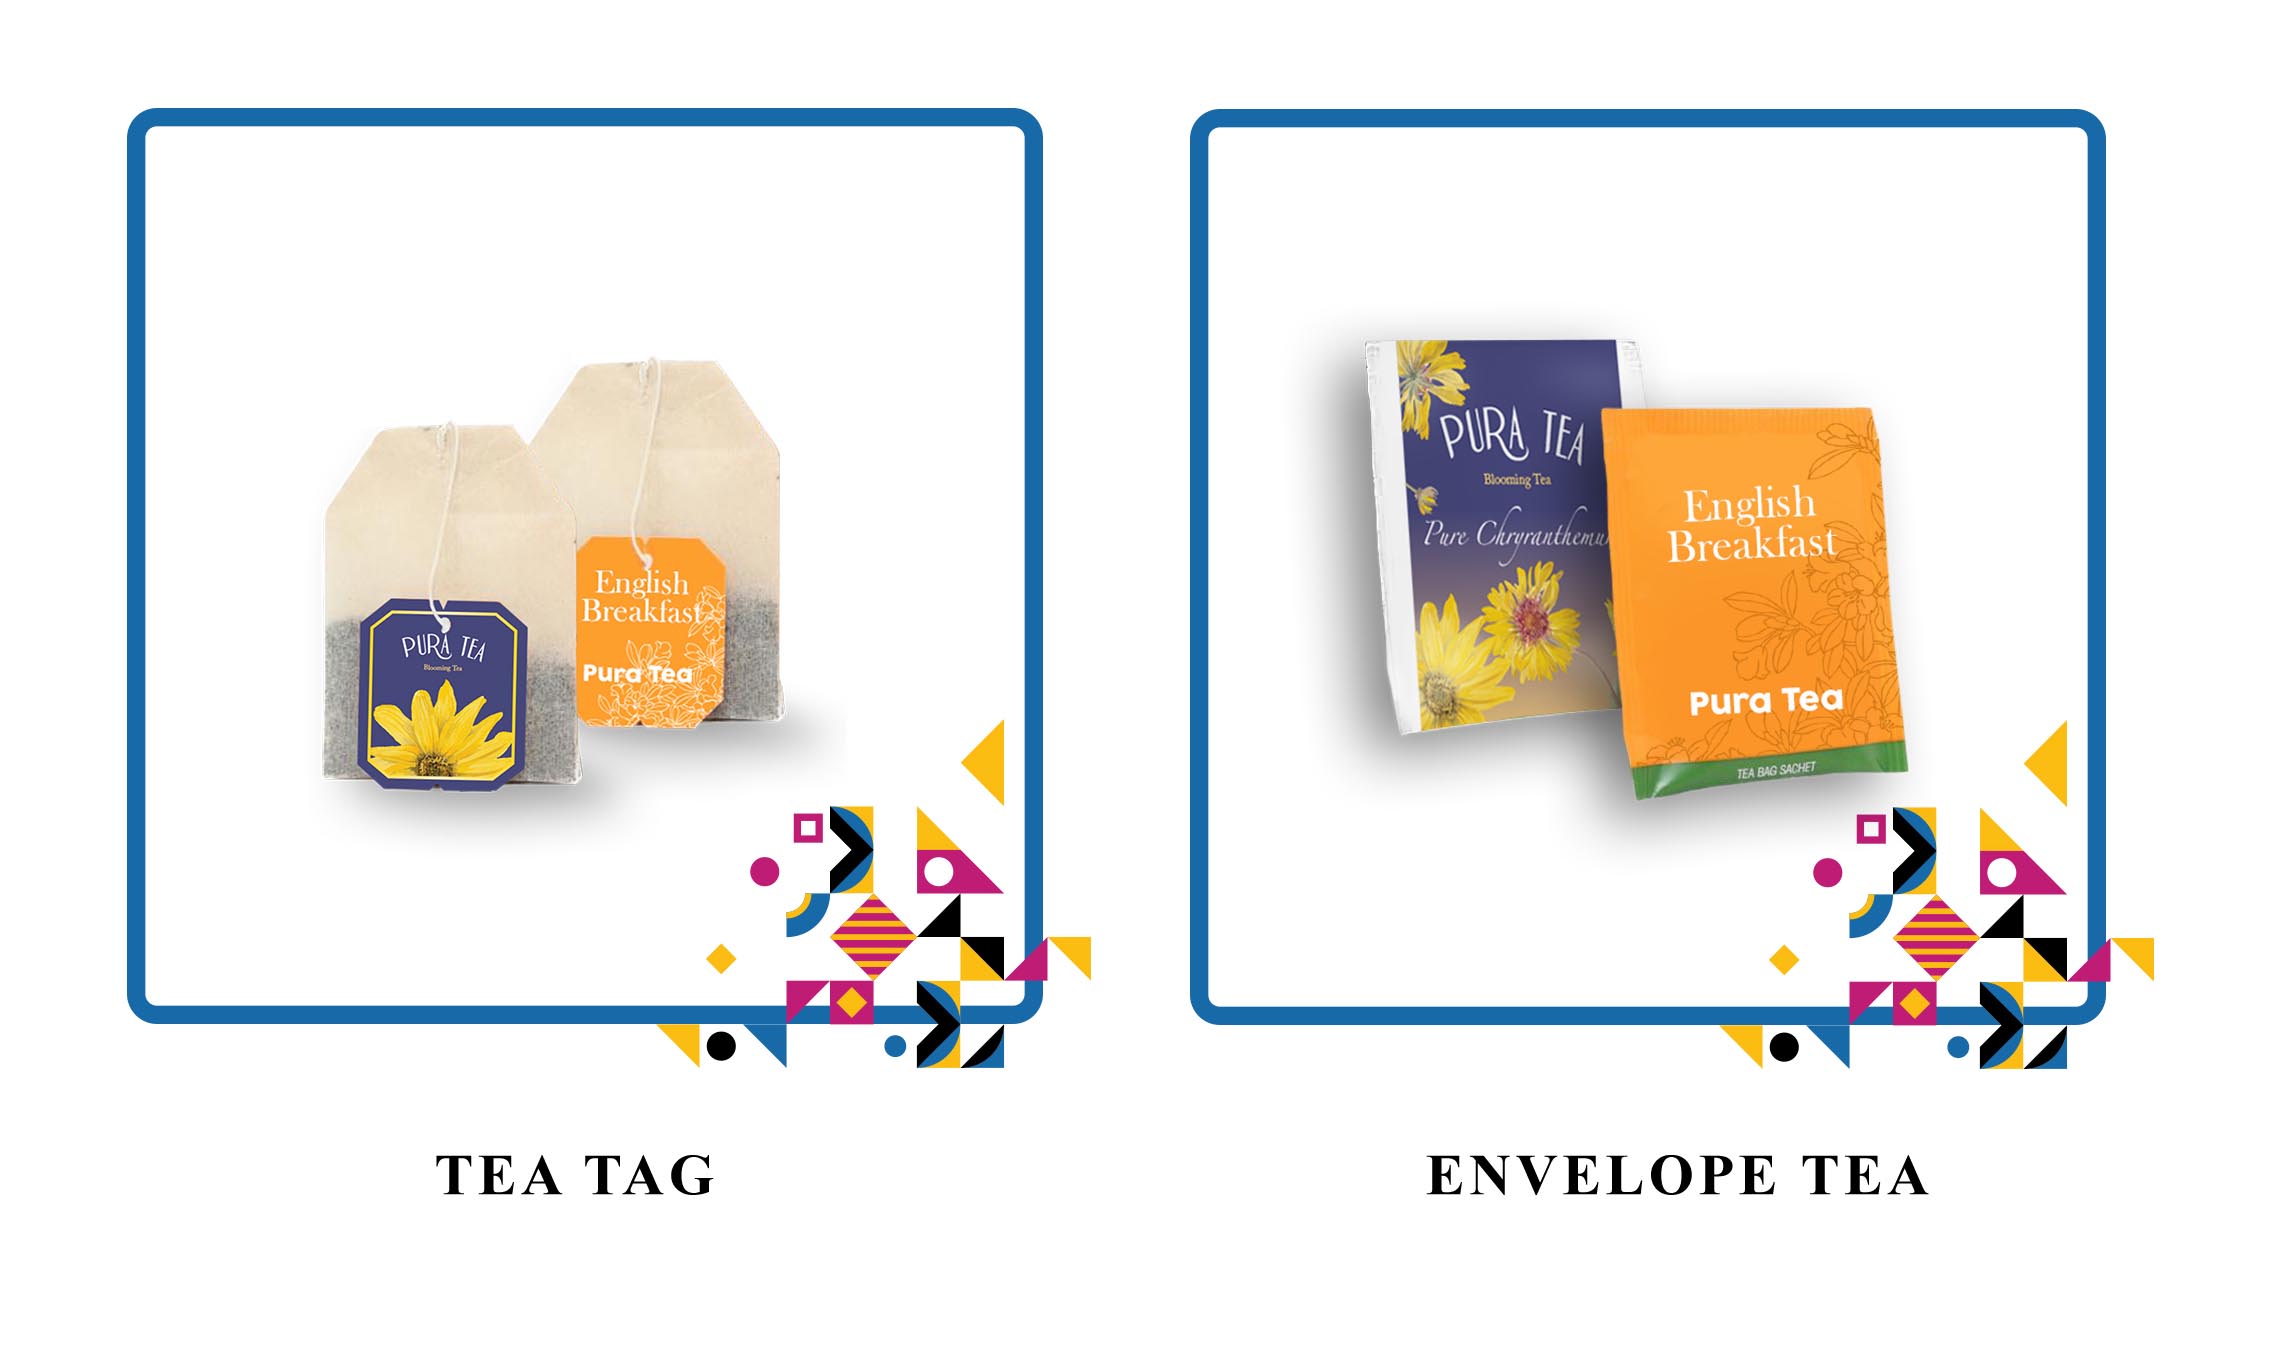 PURA TEA
Blooming Tea
English
Breakfast
Pura Tea
PURA TEA
Blooming Tea
Pure Chryranthemu
English
Breakfast
Pura Tea
TEA BAG SACHET
TEA TAG
ENVELOPE TEA